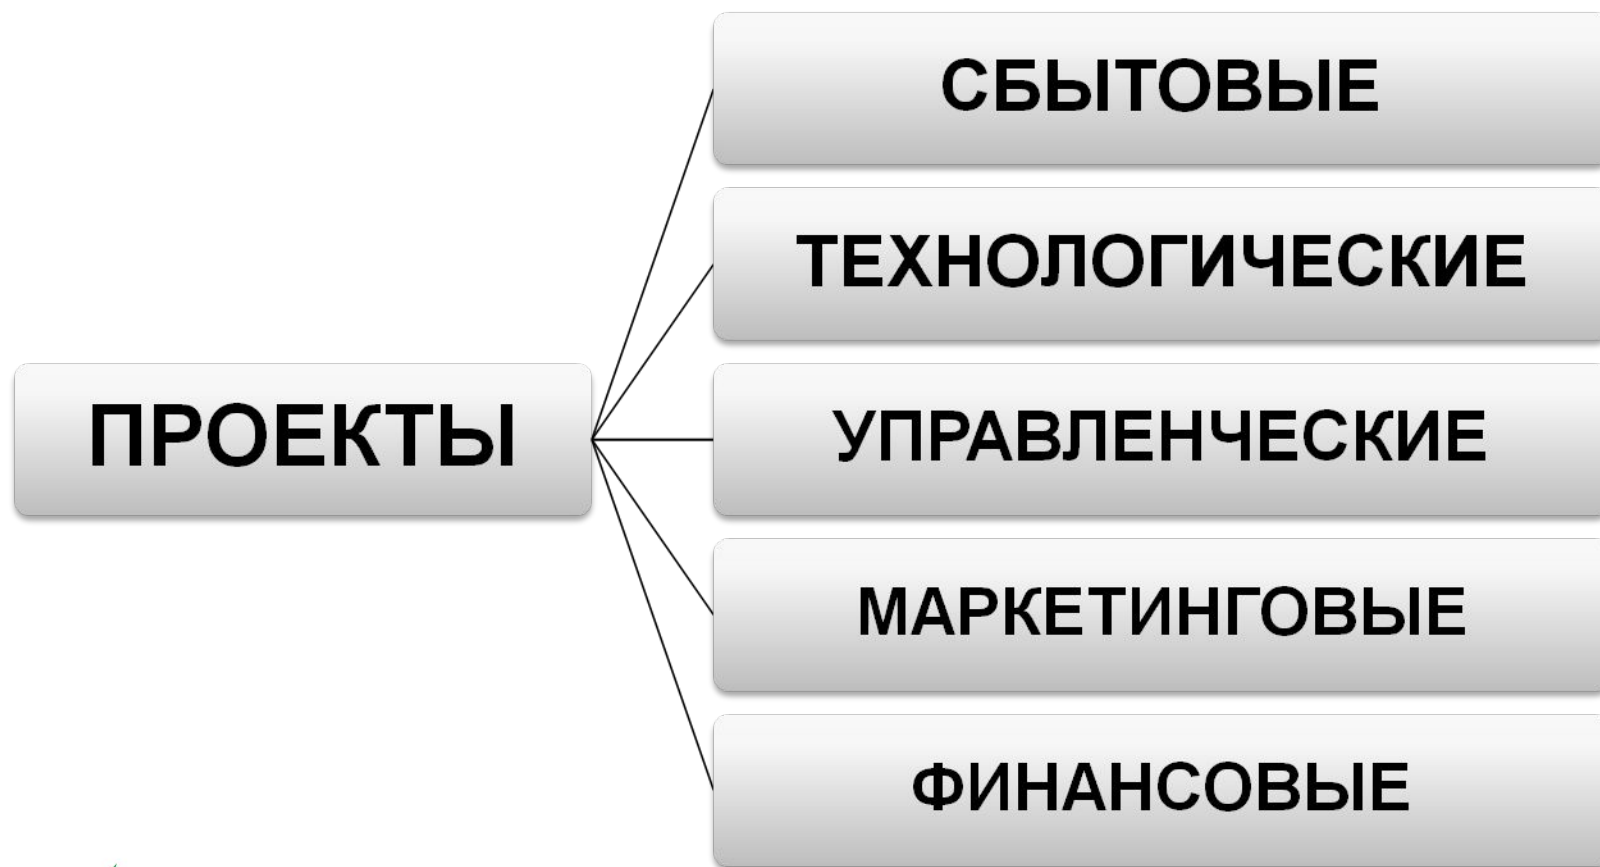 СБЫТОВЫЕ
ТЕХНОЛОГИЧЕСКИЕ
ПРОЕКТЫ
УПРАВЛЕНЧЕСКИЕ
МАРКЕТИНГОВЫЕ
ФИНАНСОВЫЕ